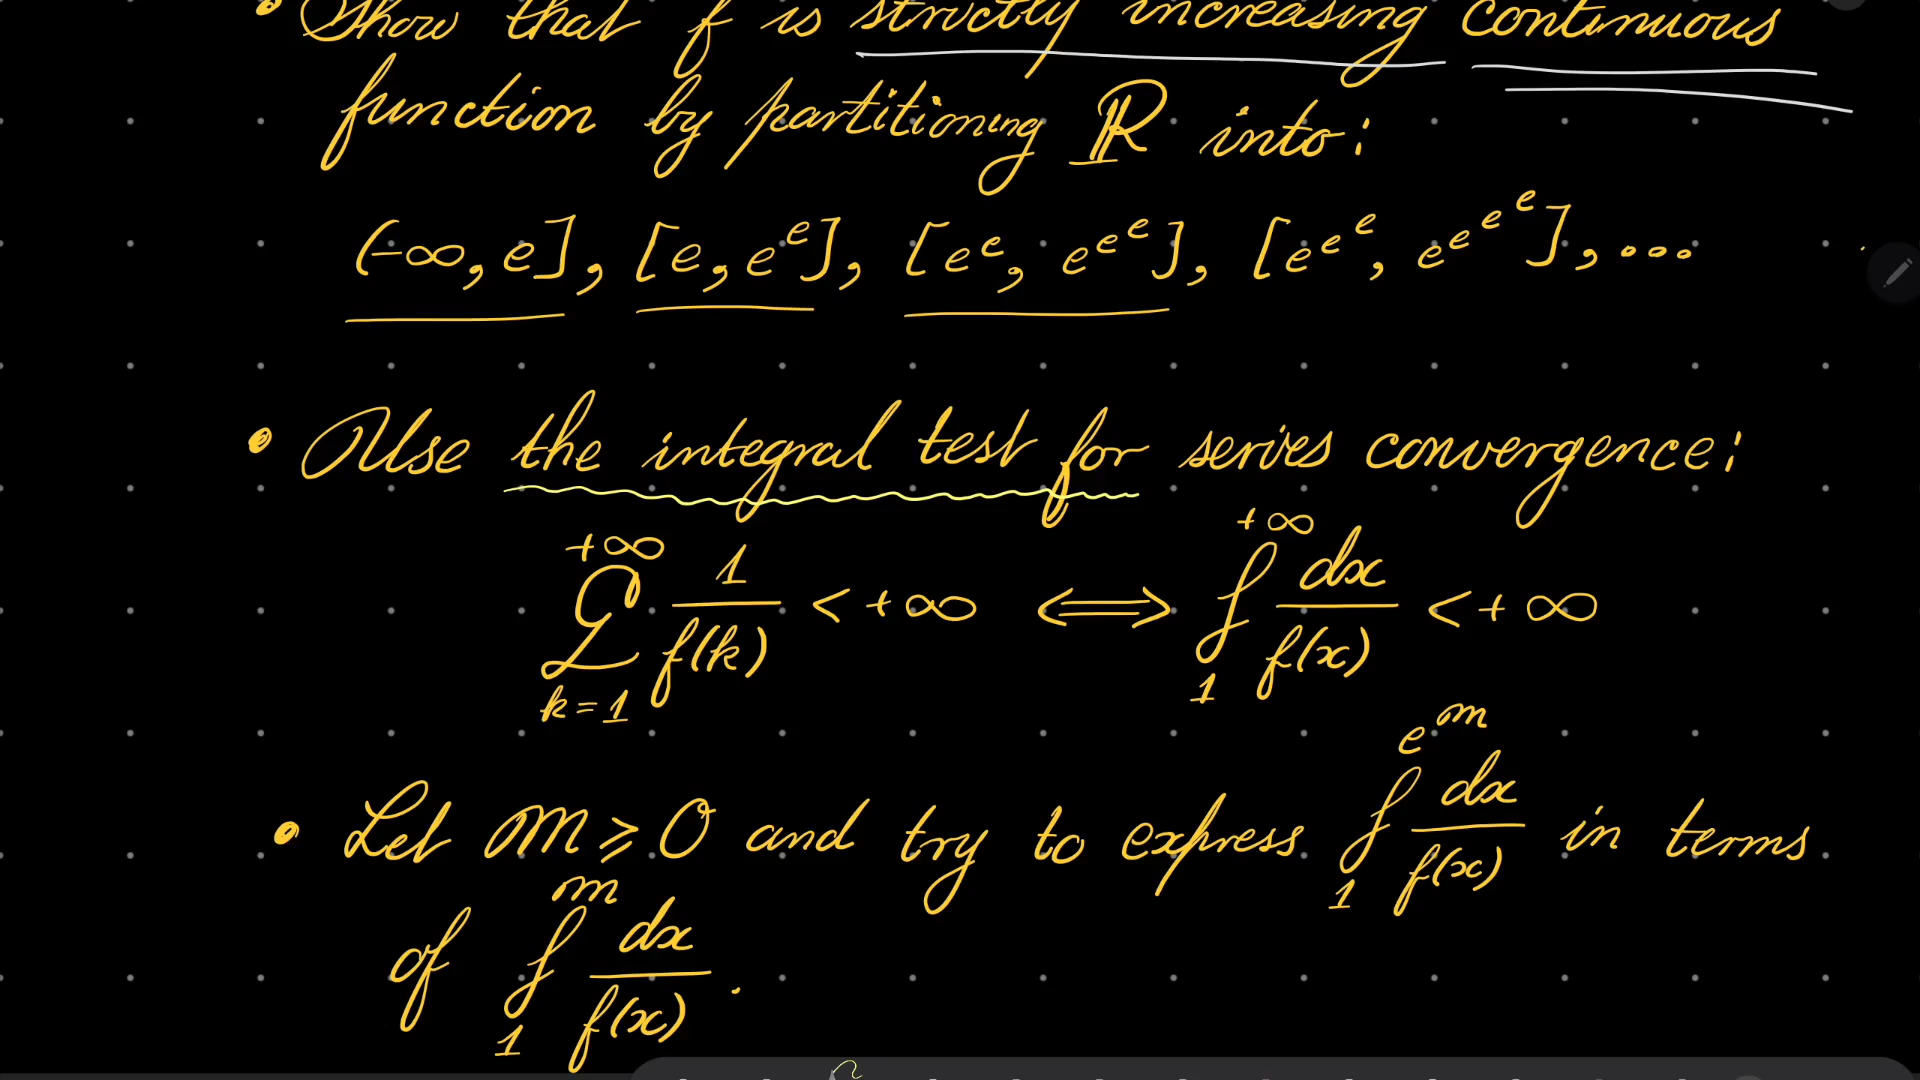 • Show that f is strictly increasing continuous
function by partitioning ℝ into:
(-∞, e], [e, e^e], [e^e, e^e^e], [e^e^e, e^e^e^e], ...
• Use the integral test for series convergence:
∑_{k=1}^{+∞} 1/f(k) < +∞ ⟺ ∫_1^{+∞} dx/f(x) < +∞
• Let m ⩾ 0 and try to express ∫_1^{e^m} dx/f(x) in terms
of ∫_1^m dx/f(x).